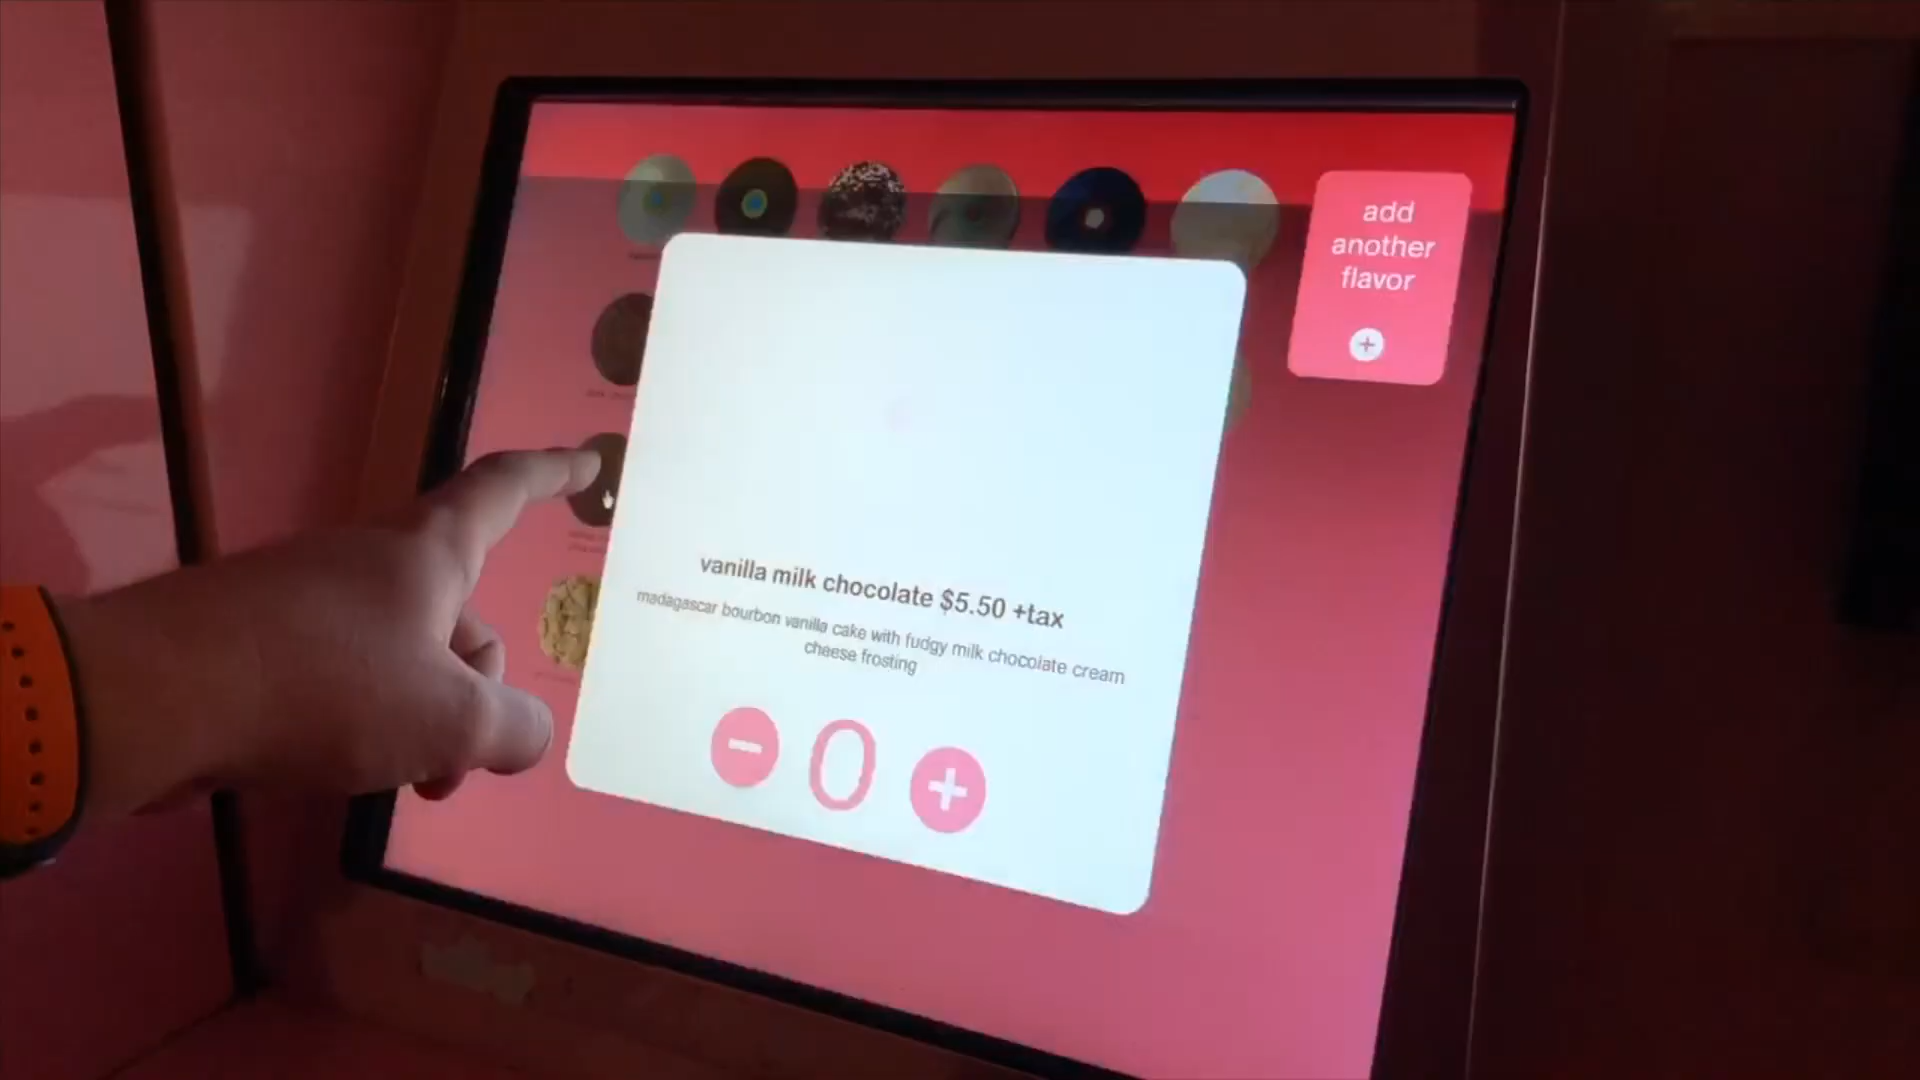 add
another
flavor
vanilla milk chocolate $5.50 +tax
madagascar bourbon vanilla cake with fudgy milk chocolate cream
cheese frosting
0